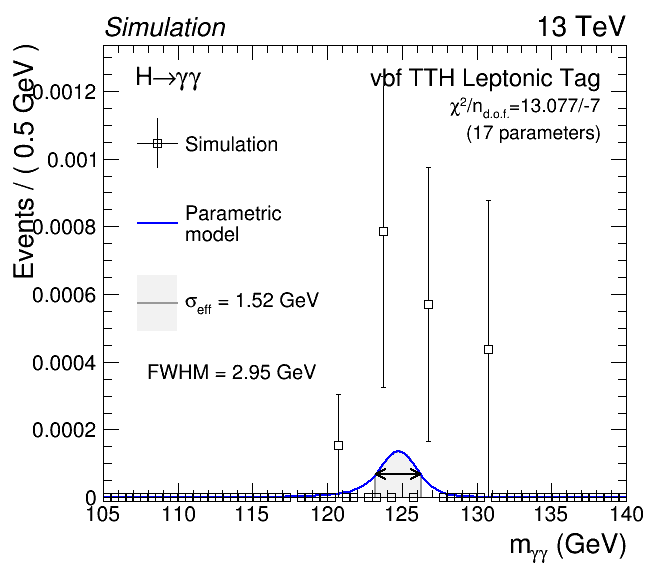 Simulation 13 TeV
H→γγ vbf TTH Leptonic Tag
χ²/n_d.o.f.=13.077/-7
(17 parameters)
Simulation
Parametric
model
σ_eff = 1.52 GeV
FWHM = 2.95 GeV
Events / ( 0.5 GeV )
0.0012
0.001
0.0008
0.0006
0.0004
0.0002
0
105 110 115 120 125 130 135 140
m_γγ (GeV)